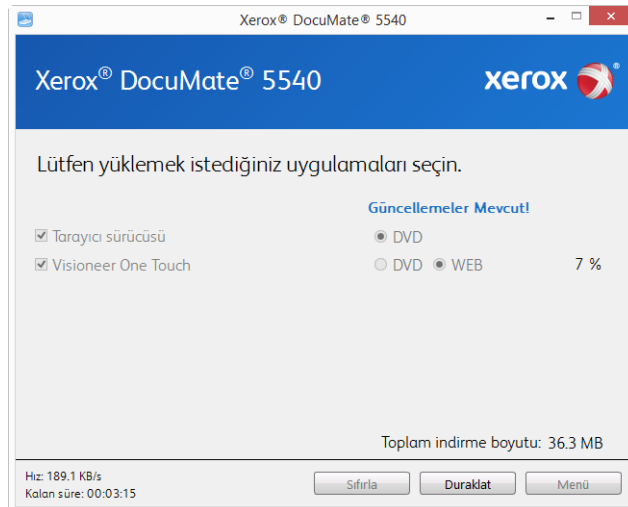 Xerox® DocuMate® 5540
Xerox® DocuMate® 5540
xerox®
Lütfen yüklemek istediğiniz uygulamaları seçin.
Güncellemeler Mevcut!
Tarayıcı sürücüsü DVD
Visioneer One Touch DVD WEB 7 %
Toplam indirme boyutu: 36.3 MB
Hız: 189.1 KB/s
Kalan süre: 00:03:15
Sıfırla Duraklat Menü